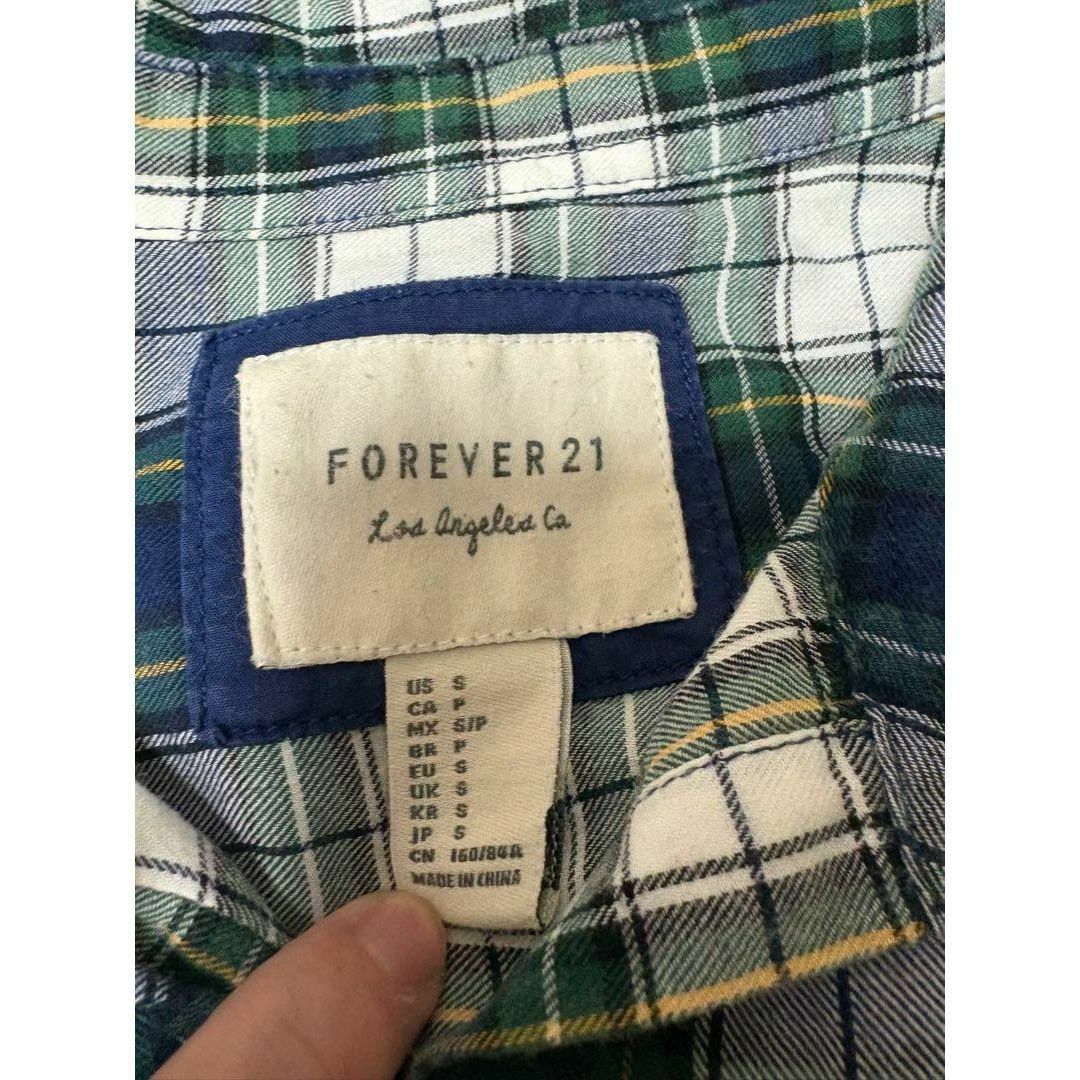 FOREVER 21
Los Angeles Ca
US S
CA P
MX S/P
BR P
EU S
UK S
KR S
JP S
CN 160/84A
MADE IN CHINA